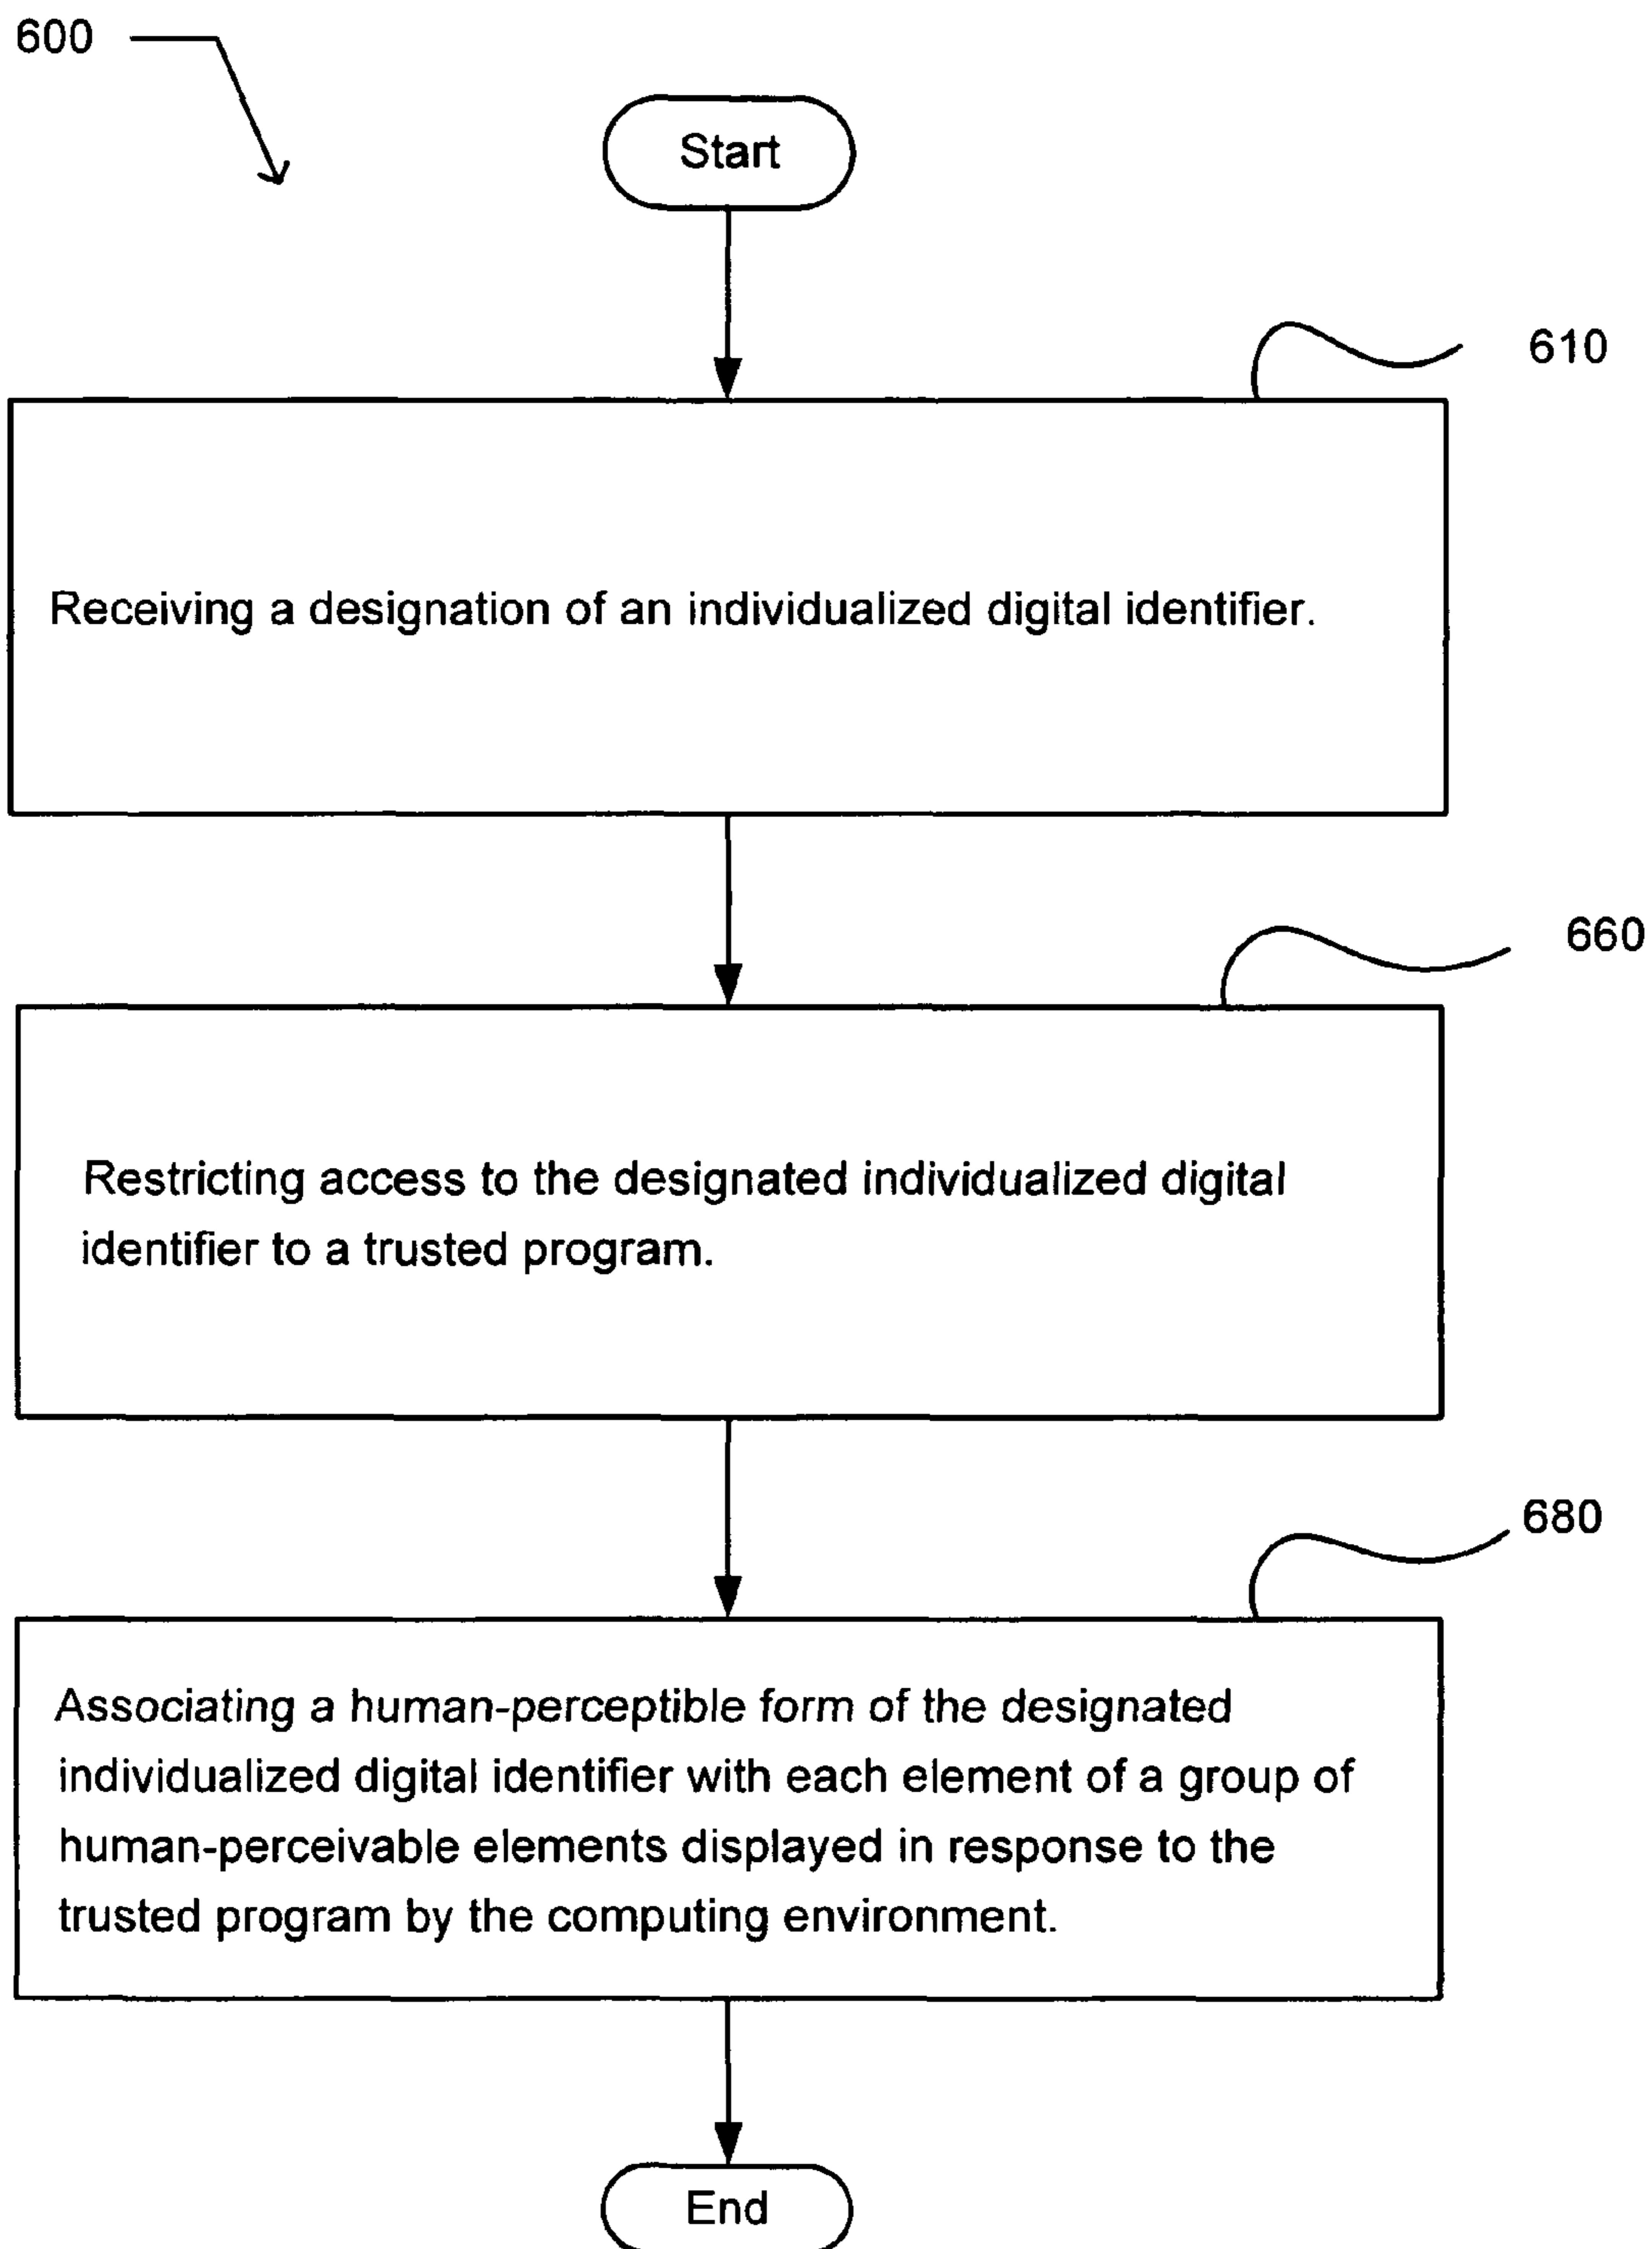 600
Start
610
Receiving a designation of an individualized digital identifier.
660
Restricting access to the designated individualized digital
identifier to a trusted program.
680
Associating a human-perceptible form of the designated
individualized digital identifier with each element of a group of
human-perceivable elements displayed in response to the
trusted program by the computing environment.
End